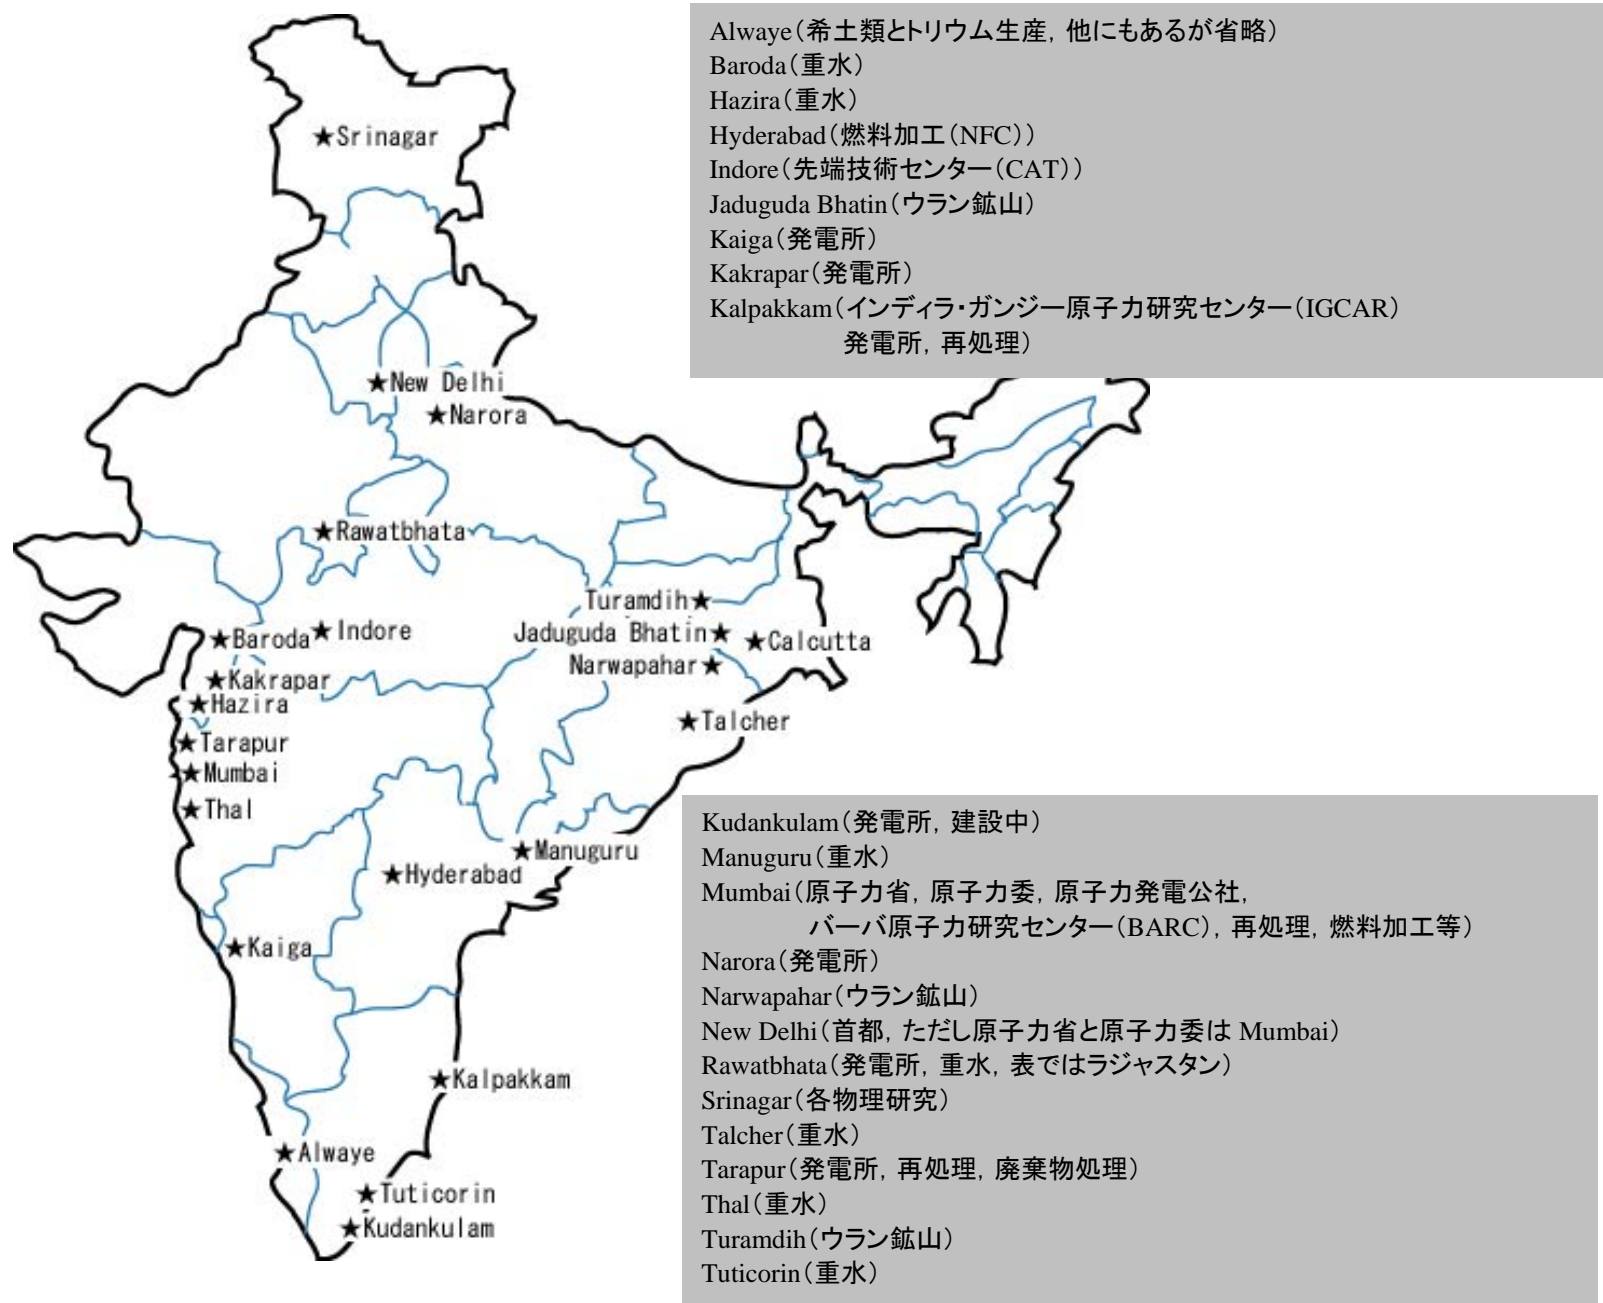 Alwaye（希土類とトリウム生産，他にもあるが省略）
Baroda（重水）
Hazira（重水）
Hyderabad（燃料加工（NFC））
Indore（先端技術センター（CAT））
Jaduguda Bhatin（ウラン鉱山）
Kaiga（発電所）
Kakrapar（発電所）
Kalpakkam（インディラ・ガンジー原子力研究センター（IGCAR）
発電所，再処理）
★Srinagar
★New Delhi
★Narora
★Rawatbhata
Turamdih★
★Baroda
★Indore
Jaduguda Bhatin★
★Calcutta
Narwapahar★
★Kakrapar
★Hazira
★Talcher
★Tarapur
★Mumbai
★Thal
★Manuguru
★Hyderabad
★Kaiga
★Kalpakkam
★Alwaye
★Tuticorin
★Kudankulam
Kudankulam（発電所，建設中）
Manuguru（重水）
Mumbai（原子力省，原子力委，原子力発電公社，
バーバ原子力研究センター（BARC），再処理，燃料加工等）
Narora（発電所）
Narwapahar（ウラン鉱山）
New Delhi（首都，ただし原子力省と原子力委は Mumbai）
Rawatbhata（発電所，重水，表ではラジャスタン）
Srinagar（各物理研究）
Talcher（重水）
Tarapur（発電所，再処理，廃棄物処理）
Thal（重水）
Turamdih（ウラン鉱山）
Tuticorin（重水）